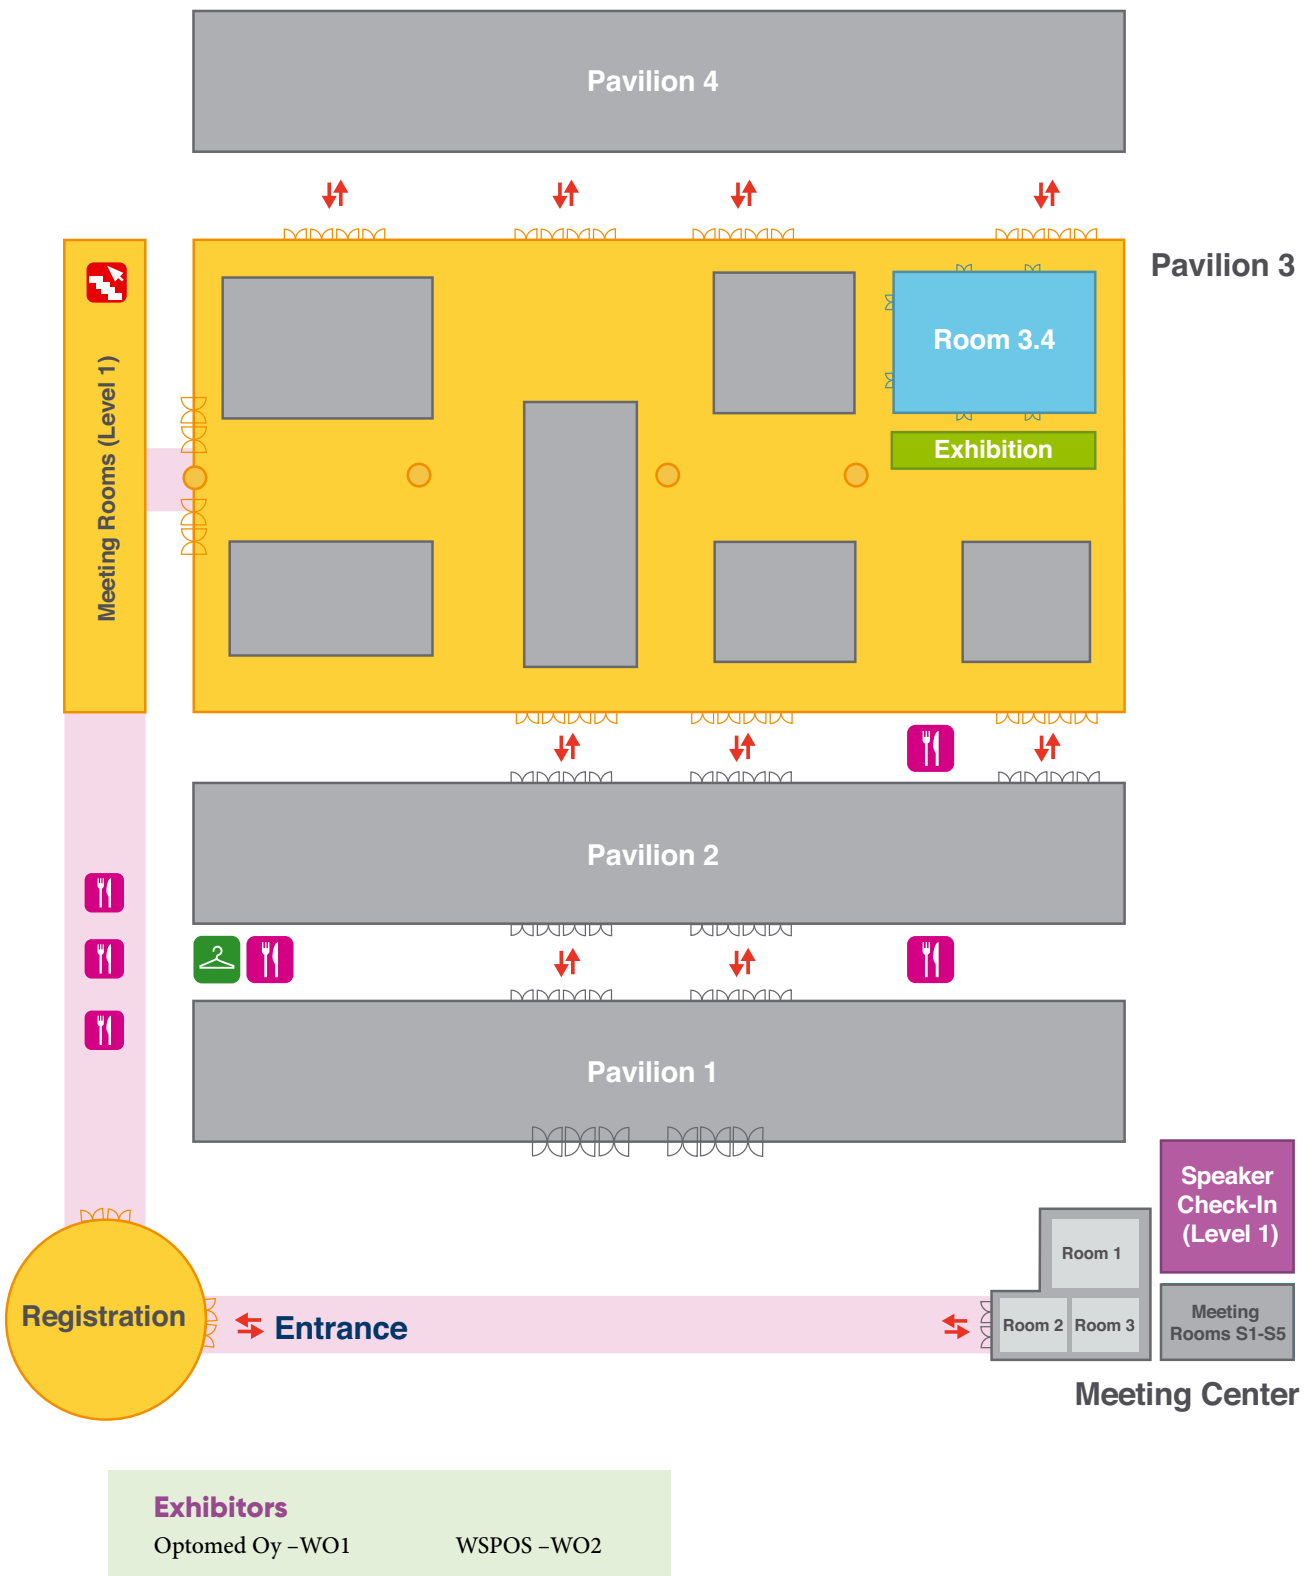 Pavilion 4
Pavilion 3
Room 3.4
Exhibition
Meeting Rooms (Level 1)
Pavilion 2
Pavilion 1
Speaker
Check-In
(Level 1)
Room 1
Room 2
Room 3
Meeting
Rooms S1-S5
Registration
Entrance
Meeting Center
Exhibitors
Optomed Oy –WO1
WSPOS –WO2